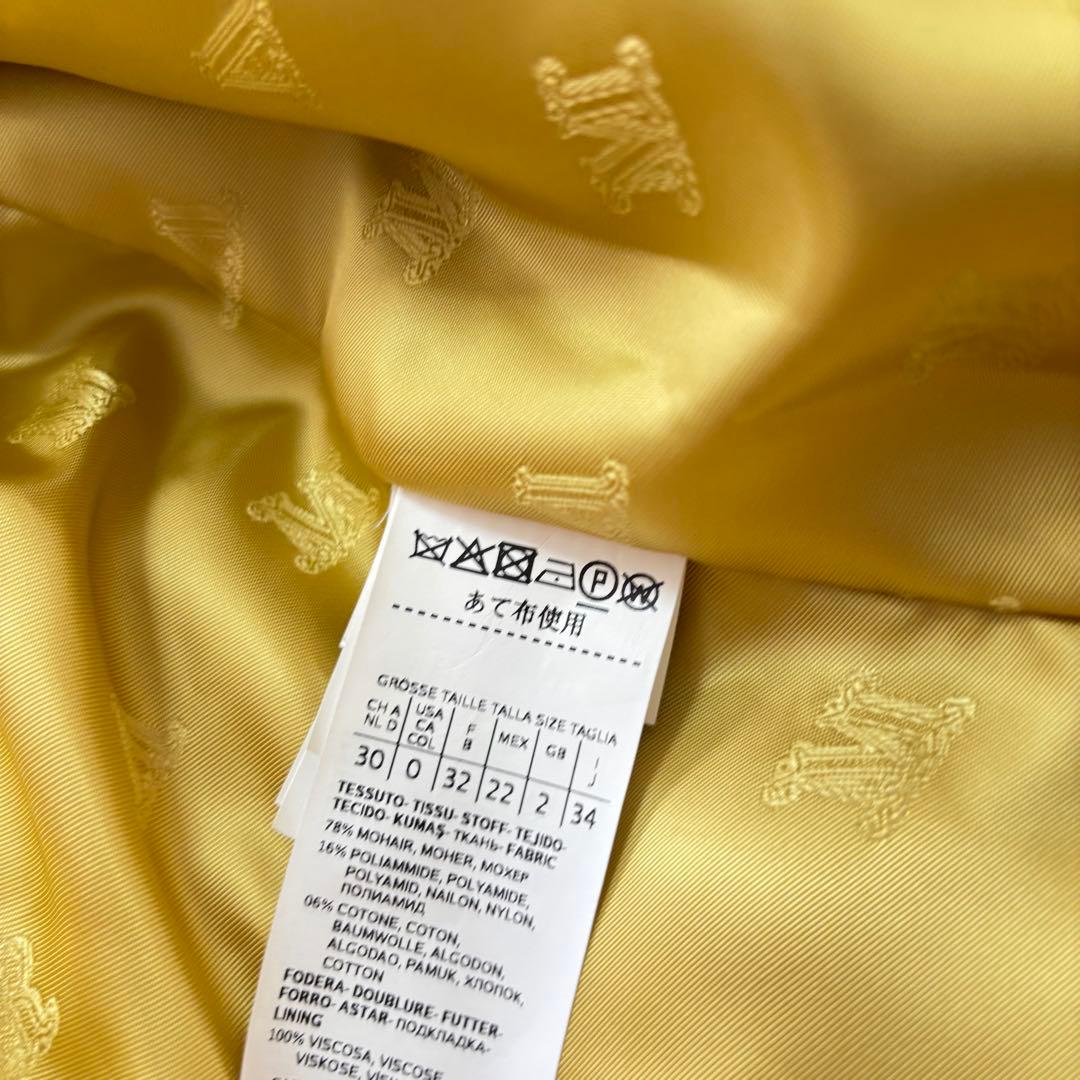 P W
あて布使用
GRÖSSE TAILLE TALLA SIZE TAGLIA
CH A NL D USA CA COL F B MEX GB I J
30 0 32 22 2 34
TESSUTO- TISSU- STOFF- TEJIDO-
TECIDO- KUMAŞ- ТКАНЬ- FABRIC
78% MOHAIR, MOHER, МОХЕР
16% POLIAMMIDE, POLYAMIDE,
POLYAMID, NAILON, NYLON,
ПОЛИАМИД
06% COTONE, COTON,
BAUMWOLLE, ALGODON,
ALGODAO, PAMUK, ХЛОПОК,
COTTON
FODERA- DOUBLURE- FUTTER-
FORRO- ASTAR- ПОДКЛАДКА-
LINING
100% VISCOSA, VISCOSE
VISKOSE,